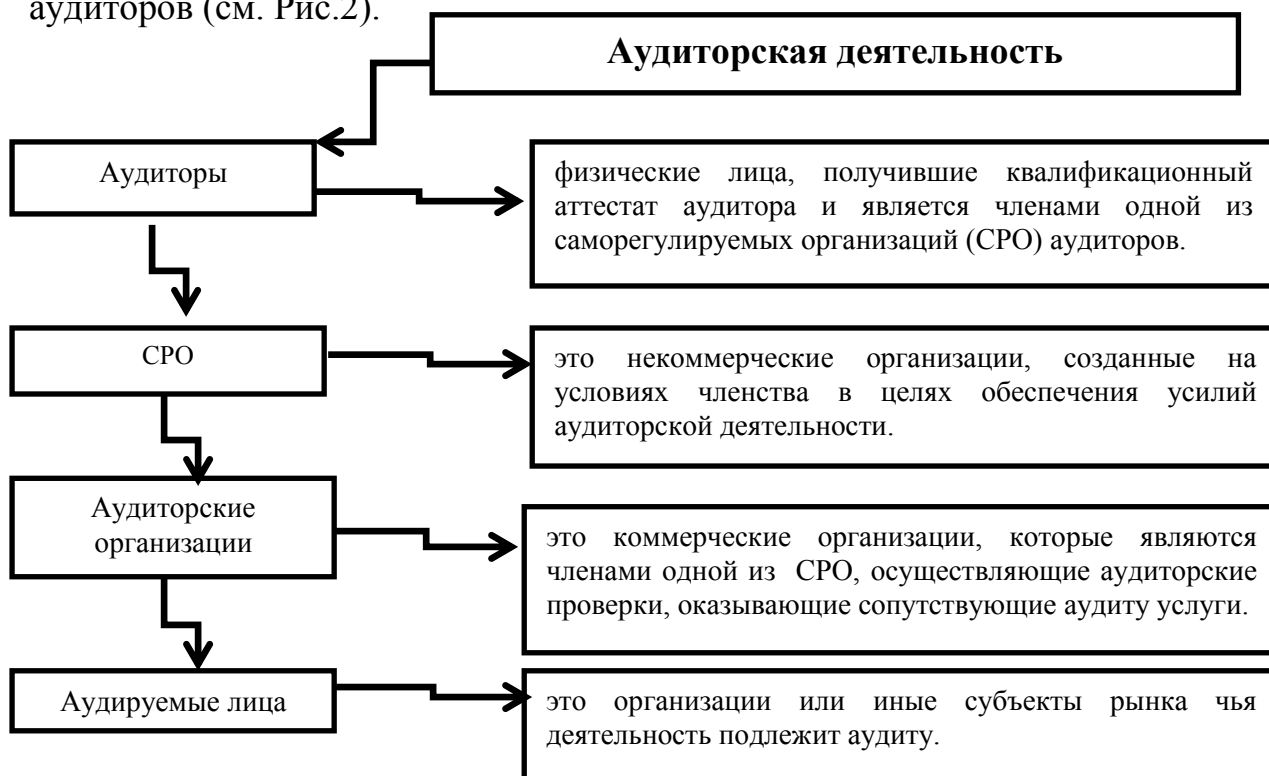 аудиторов (см. Рис.2).
Аудиторская деятельность
Аудиторы
физические лица, получившие квалификационный
аттестат аудитора и является членами одной из
саморегулируемых организаций (СРО) аудиторов.
СРО
это некоммерческие организации, созданные на
условиях членства в целях обеспечения усилий
аудиторской деятельности.
Аудиторские
организации
это коммерческие организации, которые являются
членами одной из СРО, осуществляющие аудиторские
проверки, оказывающие сопутствующие аудиту услуги.
Аудируемые лица
это организации или иные субъекты рынка чья
деятельность подлежит аудиту.